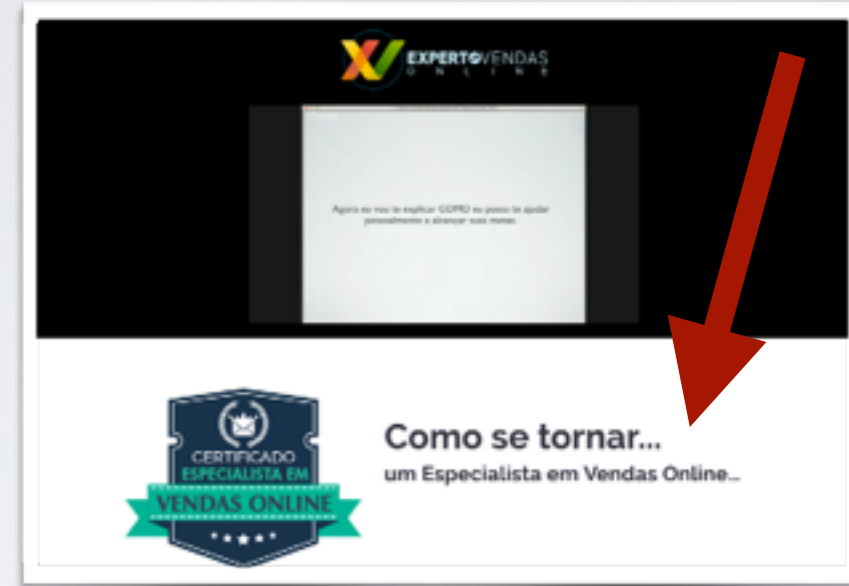 EXPERTOVENDAS
ONLINE
Agora eu vou te explicar COMO eu posso te ajudar
pessoalmente a alcançar suas metas.
CERTIFICADO
ESPECIALISTA EM
VENDAS ONLINE
Como se tornar...
um Especialista em Vendas Online...